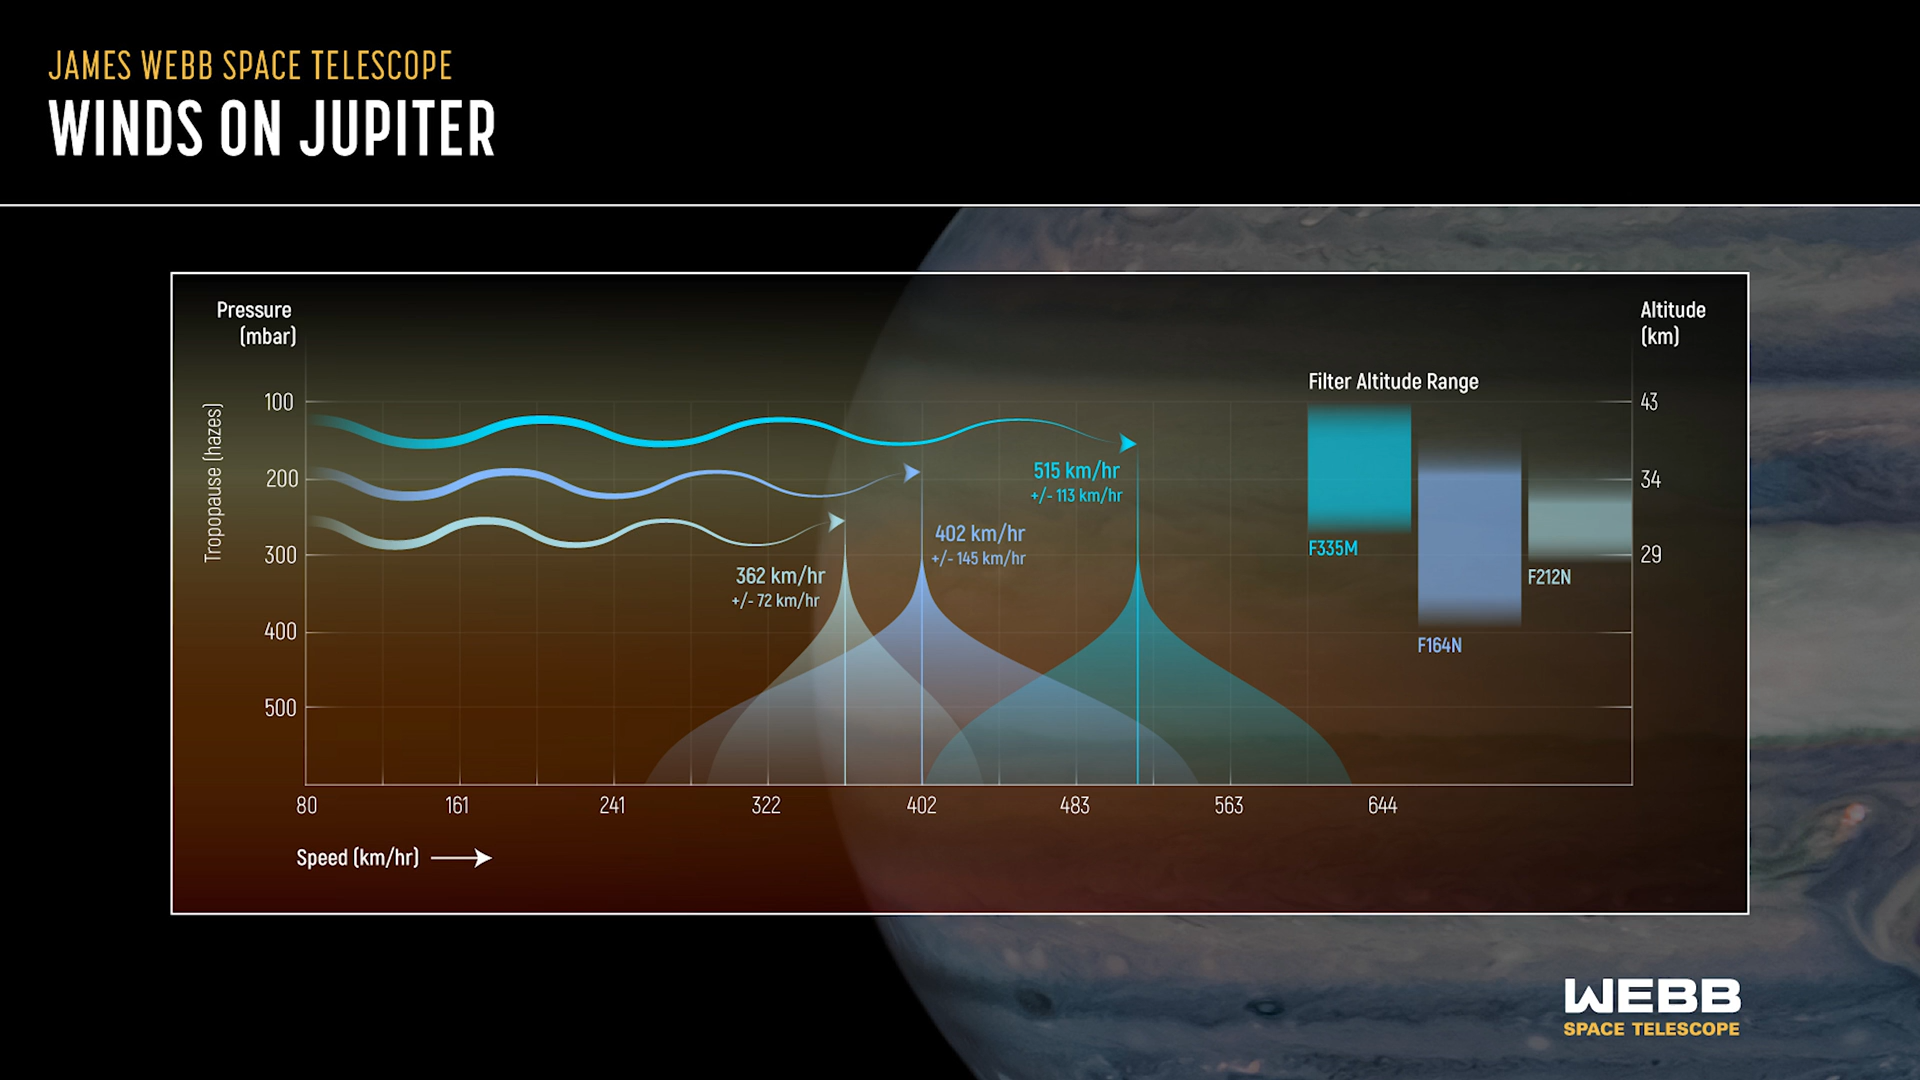 JAMES WEBB SPACE TELESCOPE
WINDS ON JUPITER
Pressure
(mbar)
Altitude
(km)
Tropopause (hazes)
100
200
300
400
500
Filter Altitude Range
43
34
29
515 km/hr
+/- 113 km/hr
402 km/hr
+/- 145 km/hr
362 km/hr
+/- 72 km/hr
F335M
F212N
F164N
80
161
241
322
402
483
563
644
Speed (km/hr)
WEBB
SPACE TELESCOPE